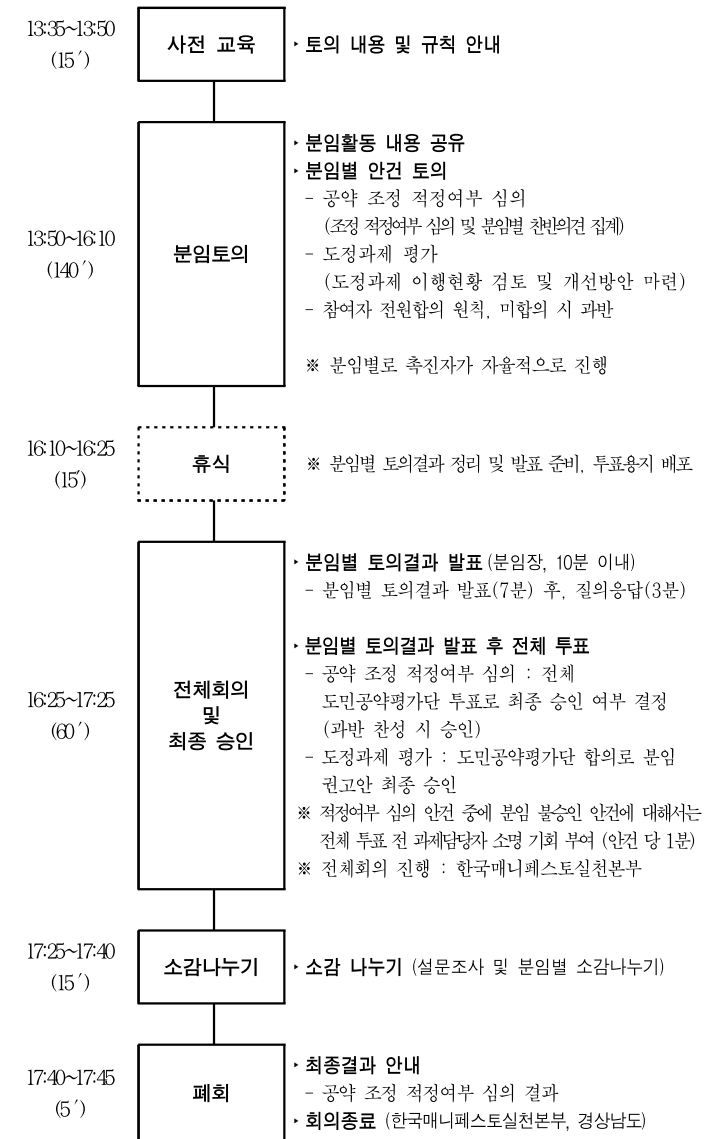 13:35~13:50
(15´)
사전 교육
‣ 토의 내용 및 규칙 안내
13:50~16:10
(140´)
분임토의
‣ 분임활동 내용 공유
‣ 분임별 안건 토의
- 공약 조정 적정여부 심의
(조정 적정여부 심의 및 분임별 찬반의견 집계)
- 도정과제 평가
(도정과제 이행현황 검토 및 개선방안 마련)
- 참여자 전원합의 원칙, 미합의 시 과반
※ 분임별로 촉진자가 자율적으로 진행
16:10~16:25
(15´)
휴식
※ 분임별 토의결과 정리 및 발표 준비, 투표용지 배포
16:25~17:25
(60´)
전체회의
및
최종 승인
‣ 분임별 토의결과 발표 (분임장, 10분 이내)
- 분임별 토의결과 발표(7분) 후, 질의응답(3분)
‣ 분임별 토의결과 발표 후 전체 투표
- 공약 조정 적정여부 심의 : 전체
도민공약평가단 투표로 최종 승인 여부 결정
(과반 찬성 시 승인)
- 도정과제 평가 : 도민공약평가단 합의로 분임
권고안 최종 승인
※ 적정여부 심의 안건 중에 분임 불승인 안건에 대해서는
전체 투표 전 과제담당자 소명 기회 부여 (안건 당 1분)
※ 전체회의 진행 : 한국매니페스토실천본부
17:25~17:40
(15´)
소감나누기
‣ 소감 나누기 (설문조사 및 분임별 소감나누기)
17:40~17:45
(5´)
폐회
‣ 최종결과 안내
- 공약 조정 적정여부 심의 결과
‣ 회의종료 (한국매니페스토실천본부, 경상남도)